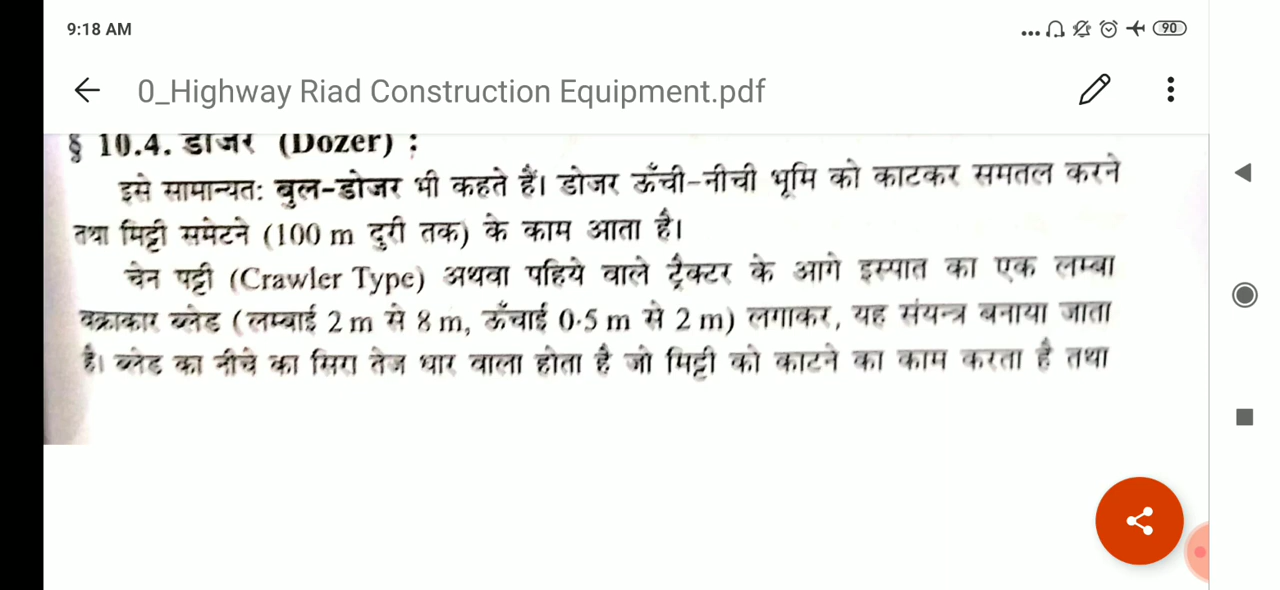 9:18 AM
... 90
0_Highway Riad Construction Equipment.pdf
§ 10.4. डोजर (Dozer) :
इसे सामान्यतः बुल-डोजर भी कहते हैं। डोजर ऊँची-नीची भूमि को काटकर समतल करने
तथा मिट्टी समेटने (100 m दुरी तक) के काम आता है।
चेन पट्टी (Crawler Type) अथवा पहिये वाले ट्रैक्टर के आगे इस्पात का एक लम्बा
वक्राकार ब्लेड (लम्बाई 2 m से 8 m, ऊँचाई 0·5 m से 2 m) लगाकर, यह संयन्त्र बनाया जाता
है। ब्लेड का नीचे का सिरा तेज धार वाला होता है जो मिट्टी को काटने का काम करता है तथा